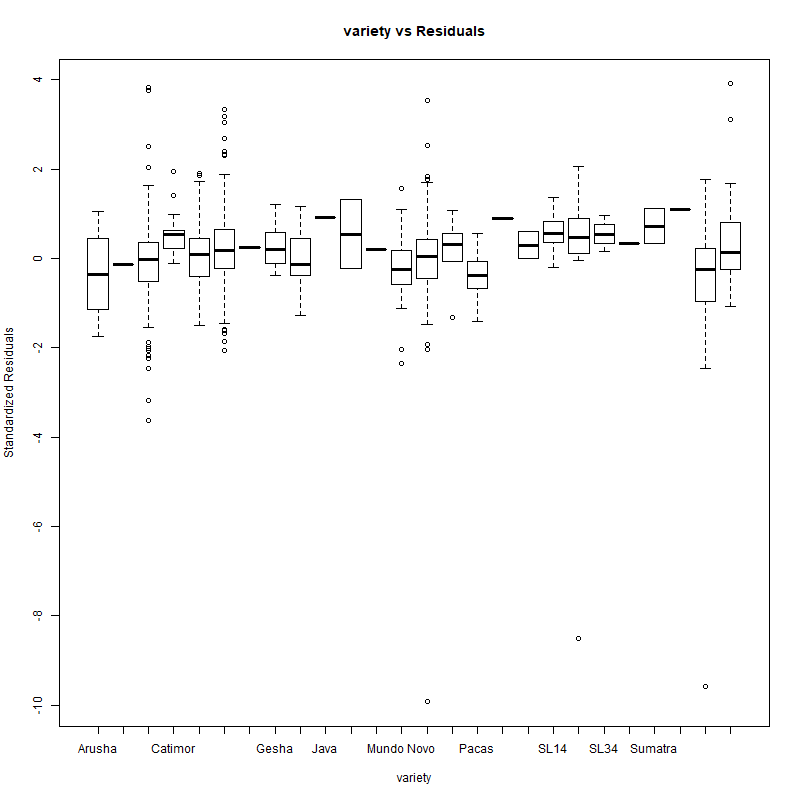 variety vs Residuals
4
2
0
-2
-4
-6
-8
-10
Standardized Residuals
Arusha Catimor Gesha Java Mundo Novo Pacas SL14 SL34 Sumatra
variety